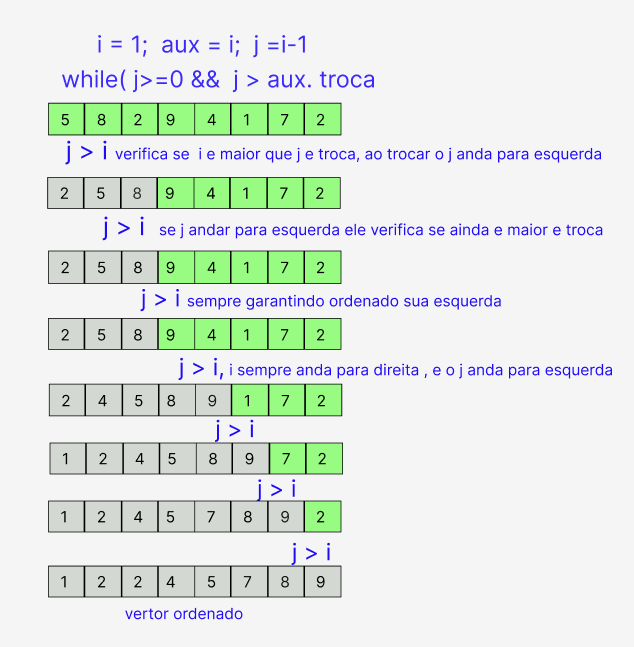 i = 1; aux = i; j =i-1
while( j>=0 && j > aux. troca
5 8 2 9 4 1 7 2
j > i verifica se i e maior que j e troca, ao trocar o j anda para esquerda
2 5 8 9 4 1 7 2
j > i se j andar para esquerda ele verifica se ainda e maior e troca
2 5 8 9 4 1 7 2
j > i sempre garantindo ordenado sua esquerda
2 5 8 9 4 1 7 2
j > i, i sempre anda para direita , e o j anda para esquerda
2 4 5 8 9 1 7 2
j > i
1 2 4 5 8 9 7 2
j > i
1 2 4 5 7 8 9 2
j > i
1 2 2 4 5 7 8 9
vertor ordenado